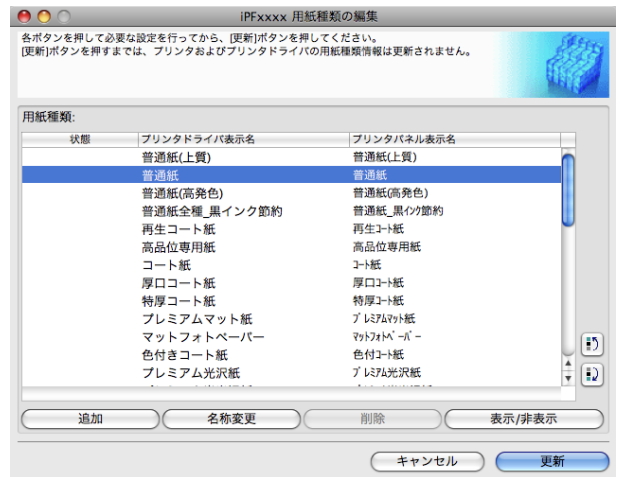 iPFxxxx 用紙種類の編集
各ボタンを押して必要な設定を行ってから、[更新]ボタンを押してください。
[更新]ボタンを押すまでは、プリンタおよびプリンタドライバの用紙種類情報は更新されません。
用紙種類:
状態 プリンタドライバ表示名 プリンタパネル表示名
普通紙(上質) 普通紙(上質)
普通紙 普通紙
普通紙(高発色) 普通紙(高発色)
普通紙全種_黒インク節約 普通紙_黒インク節約
再生コート紙 再生コート紙
高品位専用紙 高品位専用紙
コート紙 コート紙
厚口コート紙 厚口コート紙
特厚コート紙 特厚コート紙
プレミアムマット紙 プレミアムマット紙
マットフォトペーパー マットフォトペーパー
色付きコート紙 色付コート紙
プレミアム光沢紙 プレミアム光沢紙
追加 名称変更 削除 表示/非表示
キャンセル 更新